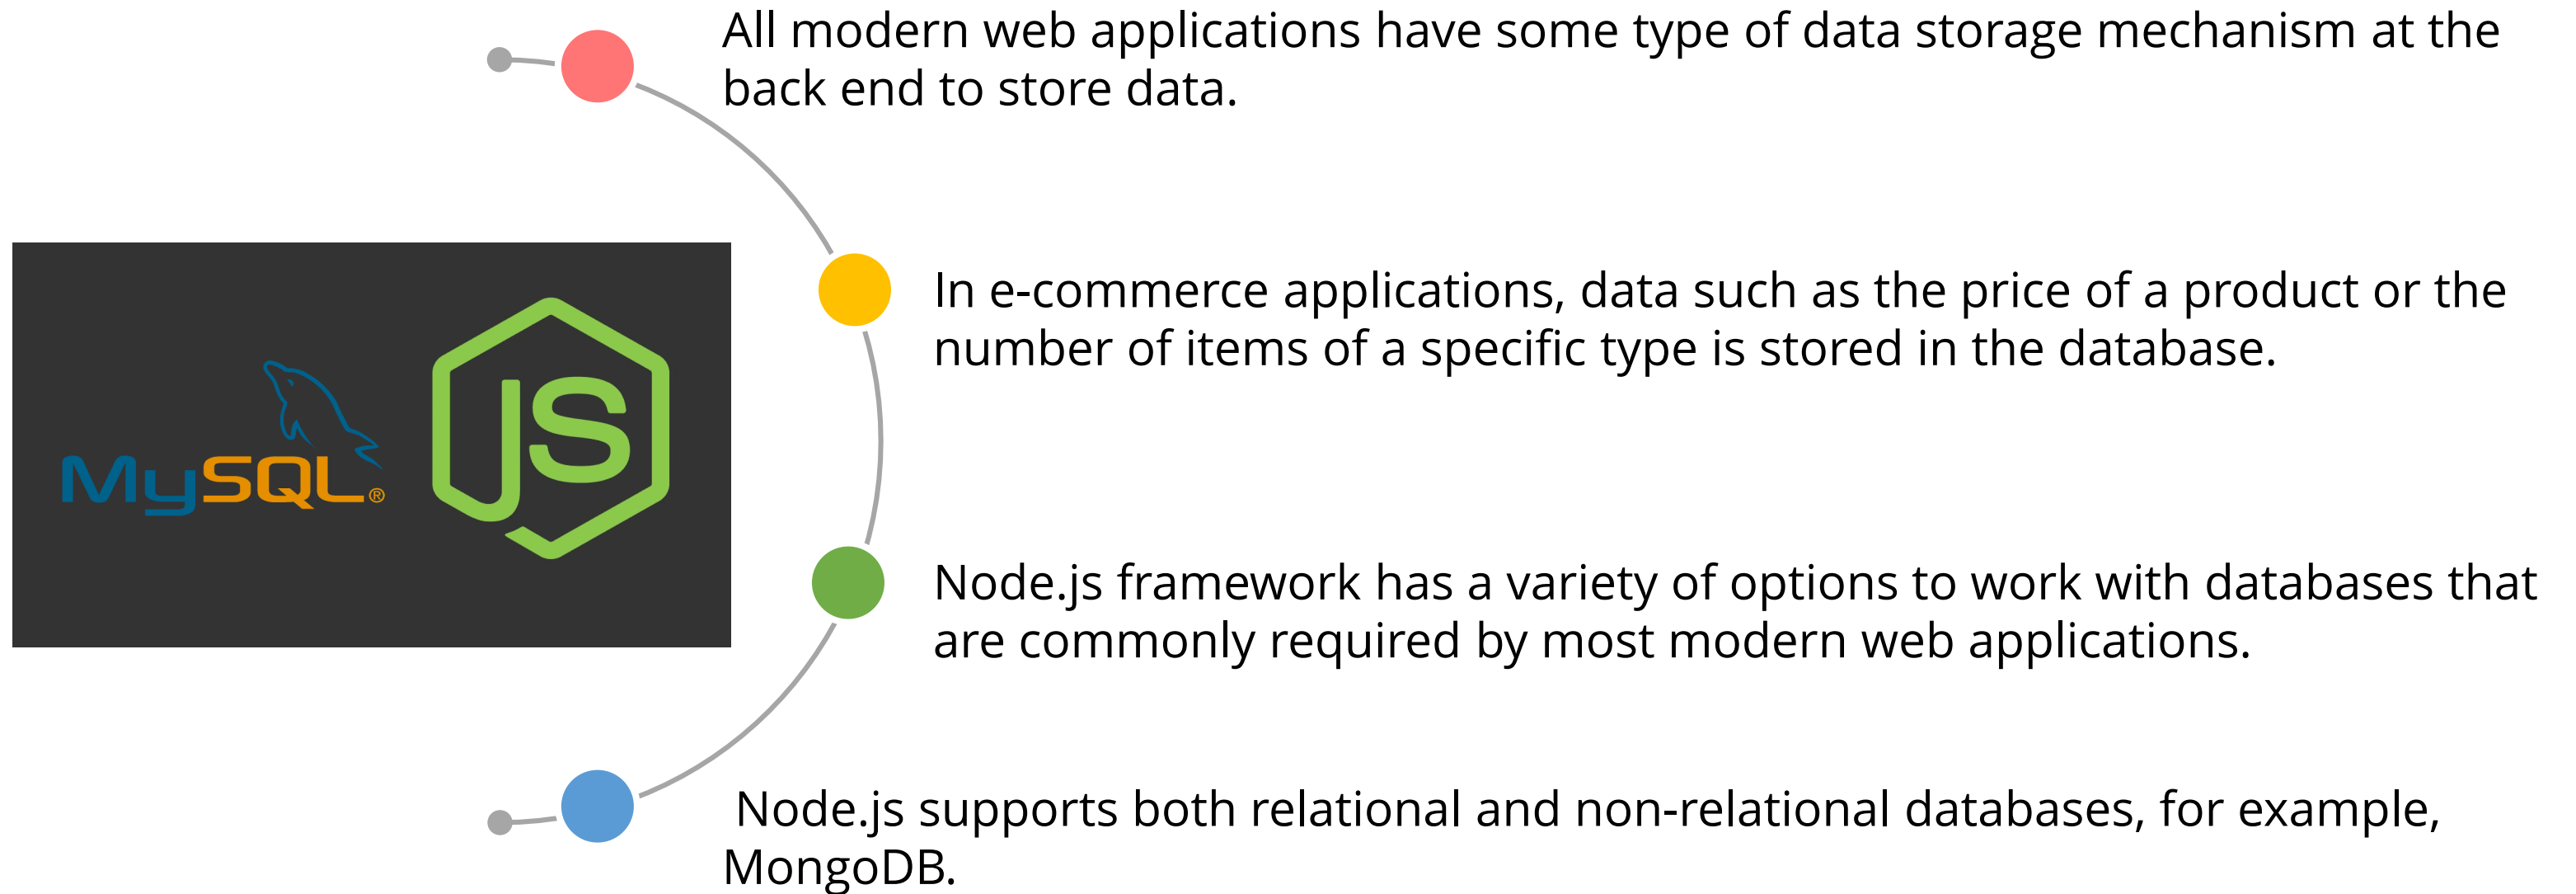 All modern web applications have some type of data storage mechanism at the
back end to store data.
In e-commerce applications, data such as the price of a product or the
number of items of a specific type is stored in the database.
MySQL®
JS
Node.js framework has a variety of options to work with databases that
are commonly required by most modern web applications.
Node.js supports both relational and non-relational databases, for example,
MongoDB.